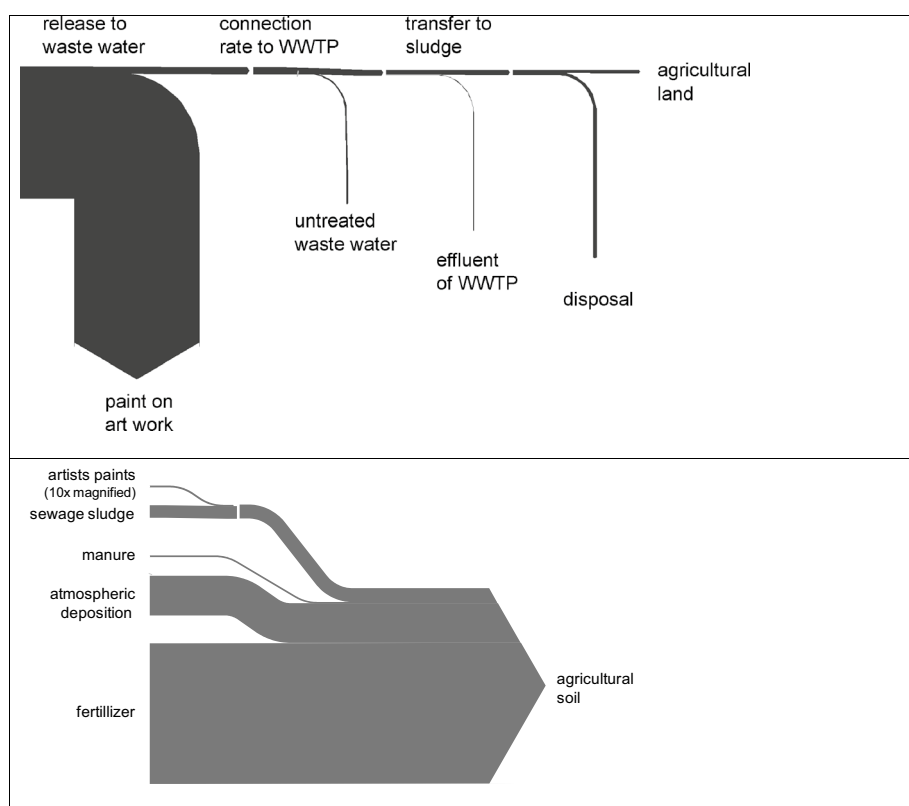 release to
waste water
connection
rate to WWTP
transfer to
sludge
agricultural
land
untreated
waste water
effluent
of WWTP
disposal
paint on
art work
artists paints
(10x magnified)
sewage sludge
manure
atmospheric
deposition
fertillizer
agricultural
soil